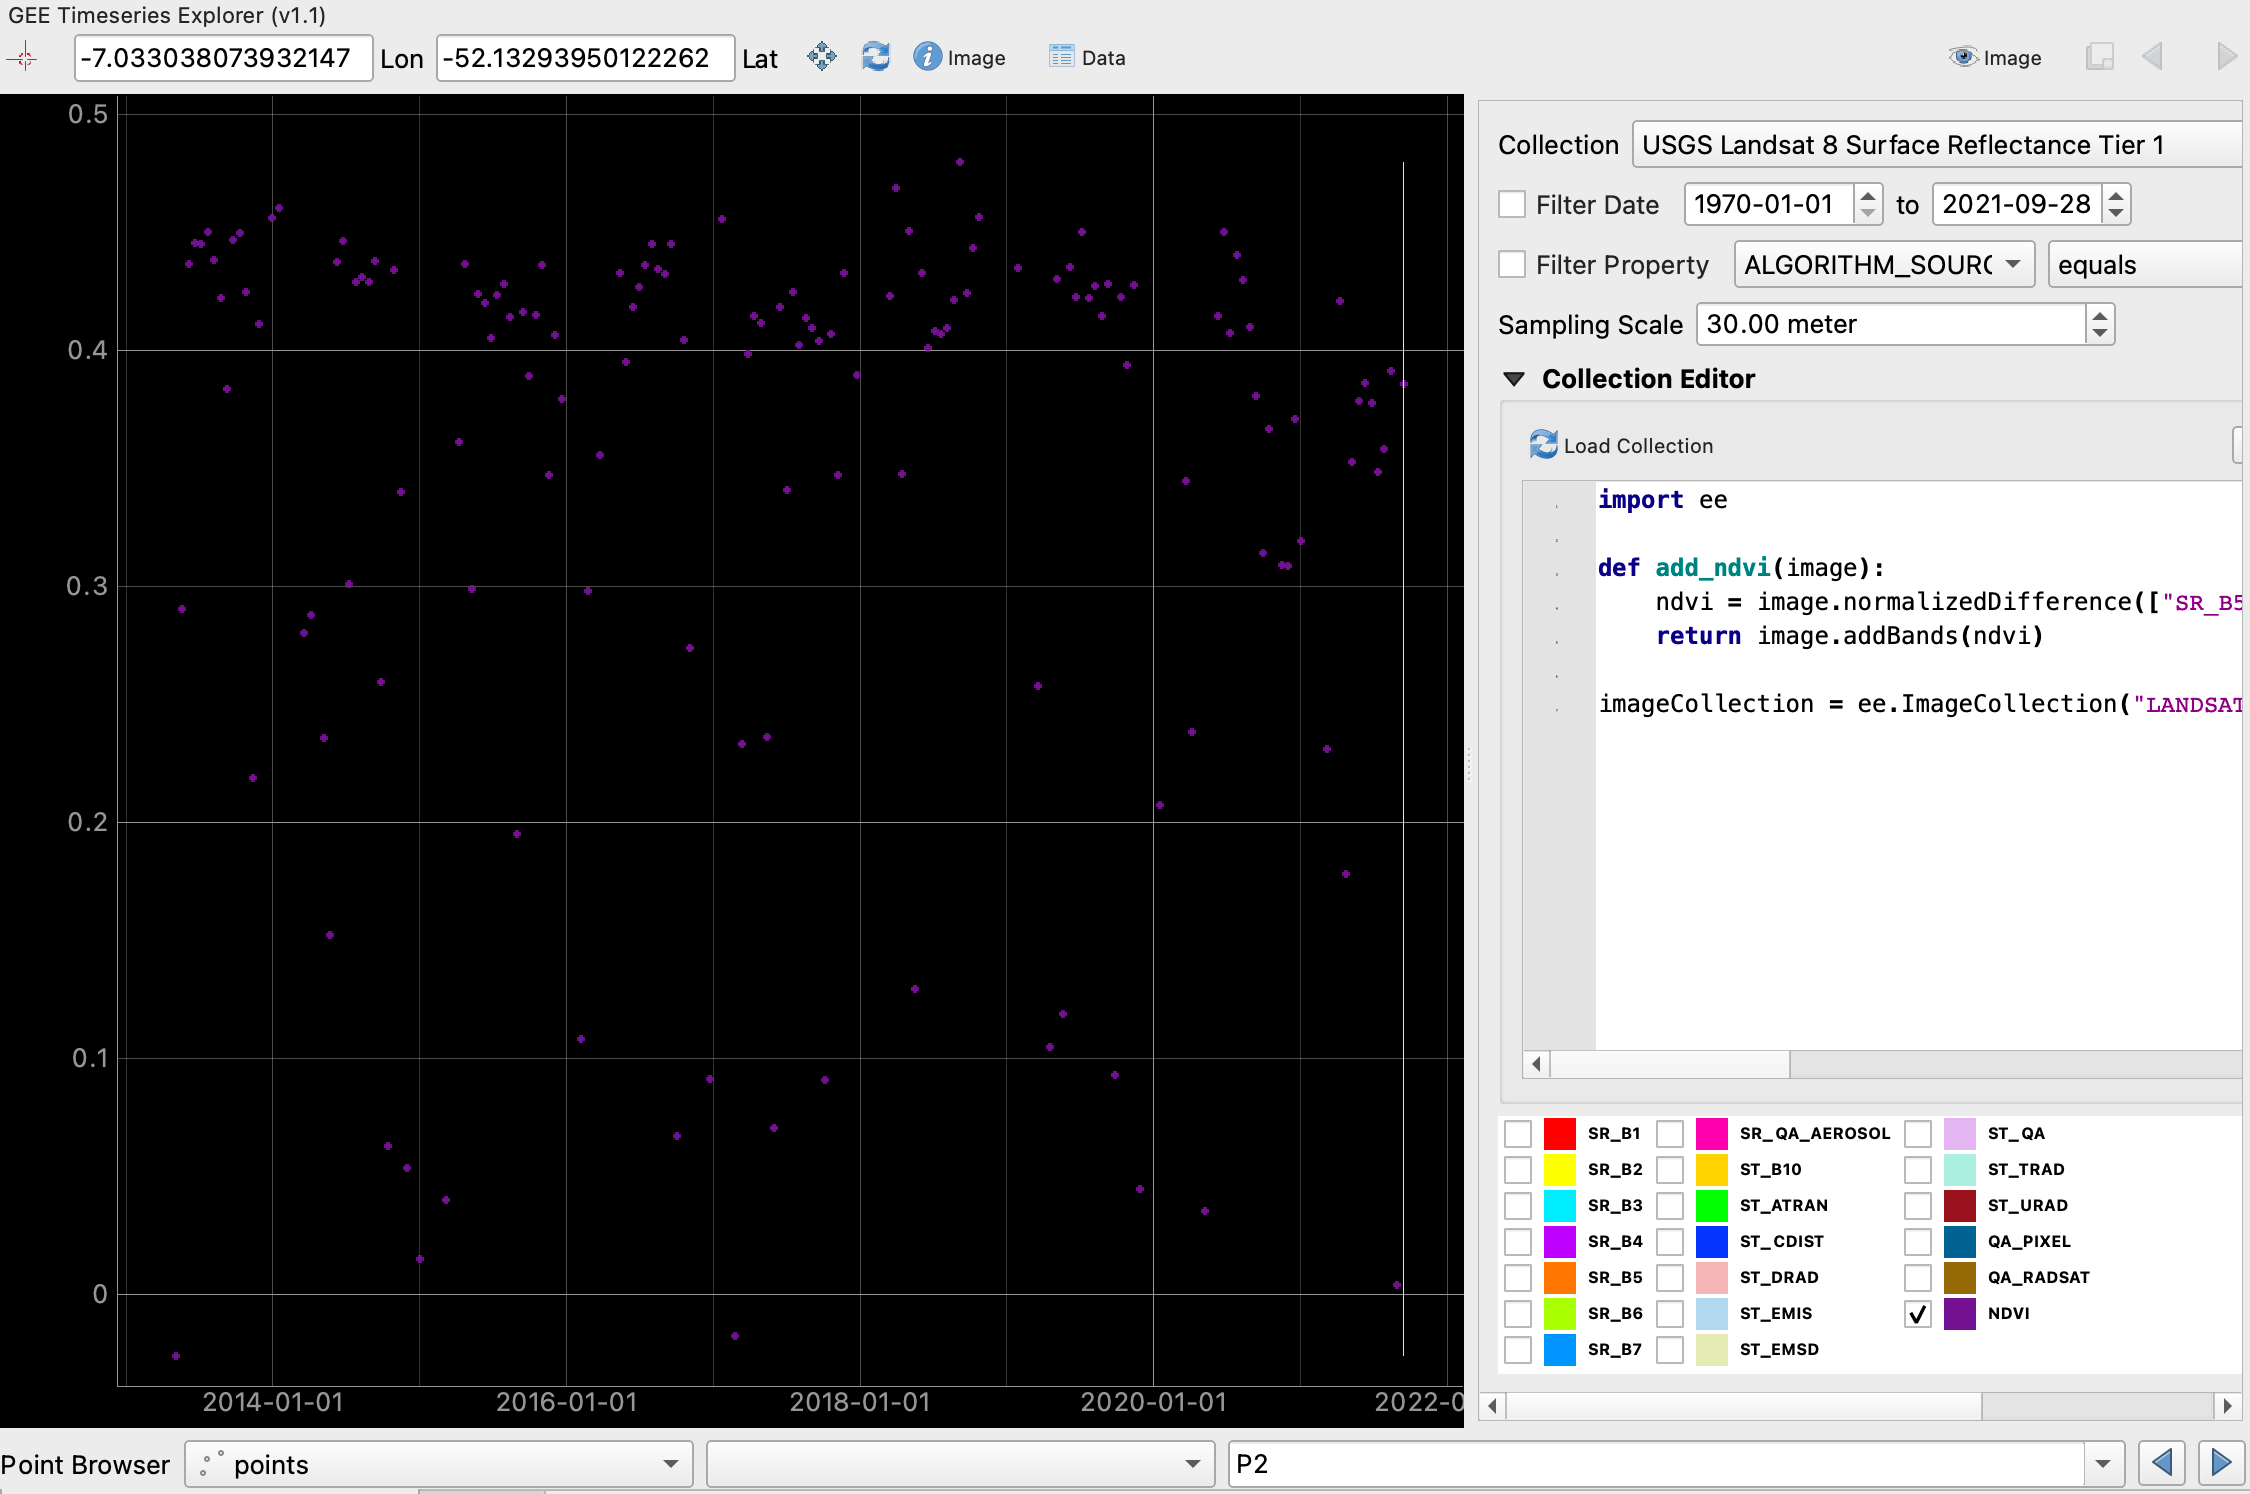 GEE Timeseries Explorer (v1.1)
-7.033038073932147 Lon -52.13293950122262 Lat Image Data Image
0.5
0.4
0.3
0.2
0.1
0
2014-01-01 2016-01-01 2018-01-01 2020-01-01 2022-0
Collection USGS Landsat 8 Surface Reflectance Tier 1
Filter Date 1970-01-01 to 2021-09-28
Filter Property ALGORITHM_SOURC equals
Sampling Scale 30.00 meter
Collection Editor
Load Collection
import ee
def add_ndvi(image):
ndvi = image.normalizedDifference(["SR_B5
return image.addBands(ndvi)
imageCollection = ee.ImageCollection("LANDSAT
SR_B1 SR_QA_AEROSOL ST_QA
SR_B2 ST_B10 ST_TRAD
SR_B3 ST_ATRAN ST_URAD
SR_B4 ST_CDIST QA_PIXEL
SR_B5 ST_DRAD QA_RADSAT
SR_B6 ST_EMIS NDVI
SR_B7 ST_EMSD
Point Browser points P2